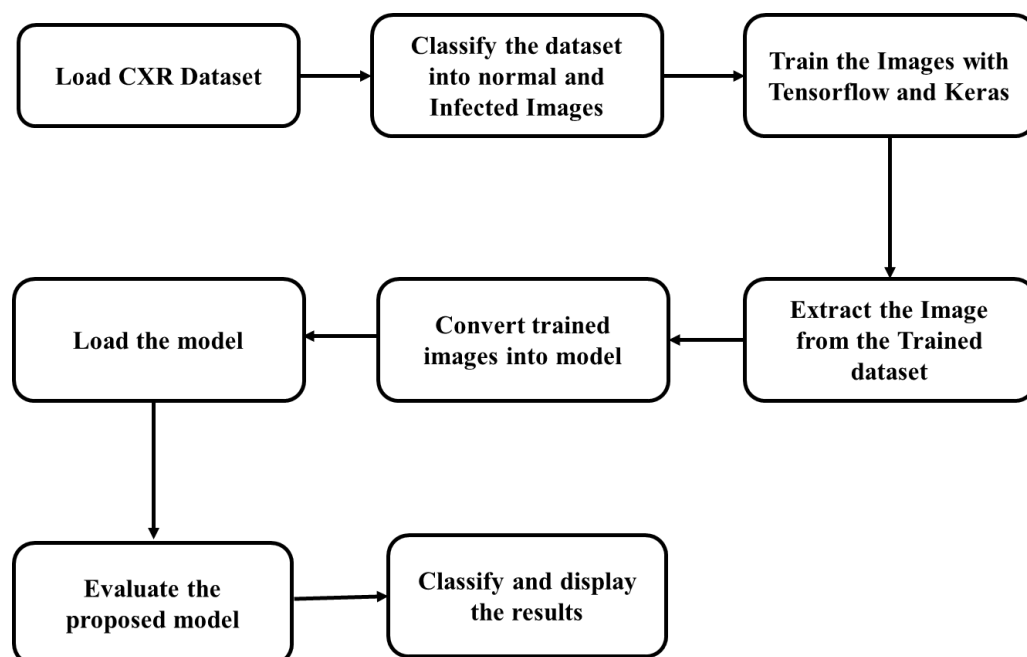 Load CXR Dataset
Classify the dataset
into normal and
Infected Images
Train the Images with
Tensorflow and Keras
Extract the Image
from the Trained
dataset
Convert trained
images into model
Load the model
Evaluate the
proposed model
Classify and display
the results